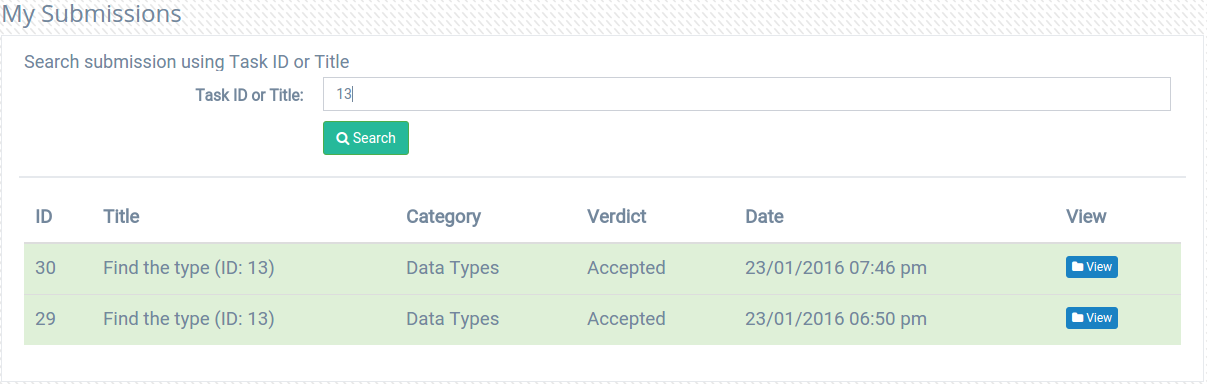 My Submissions
Search submission using Task ID or Title
Task ID or Title: 13
Search
ID Title Category Verdict Date View
30 Find the type (ID: 13) Data Types Accepted 23/01/2016 07:46 pm View
29 Find the type (ID: 13) Data Types Accepted 23/01/2016 06:50 pm View